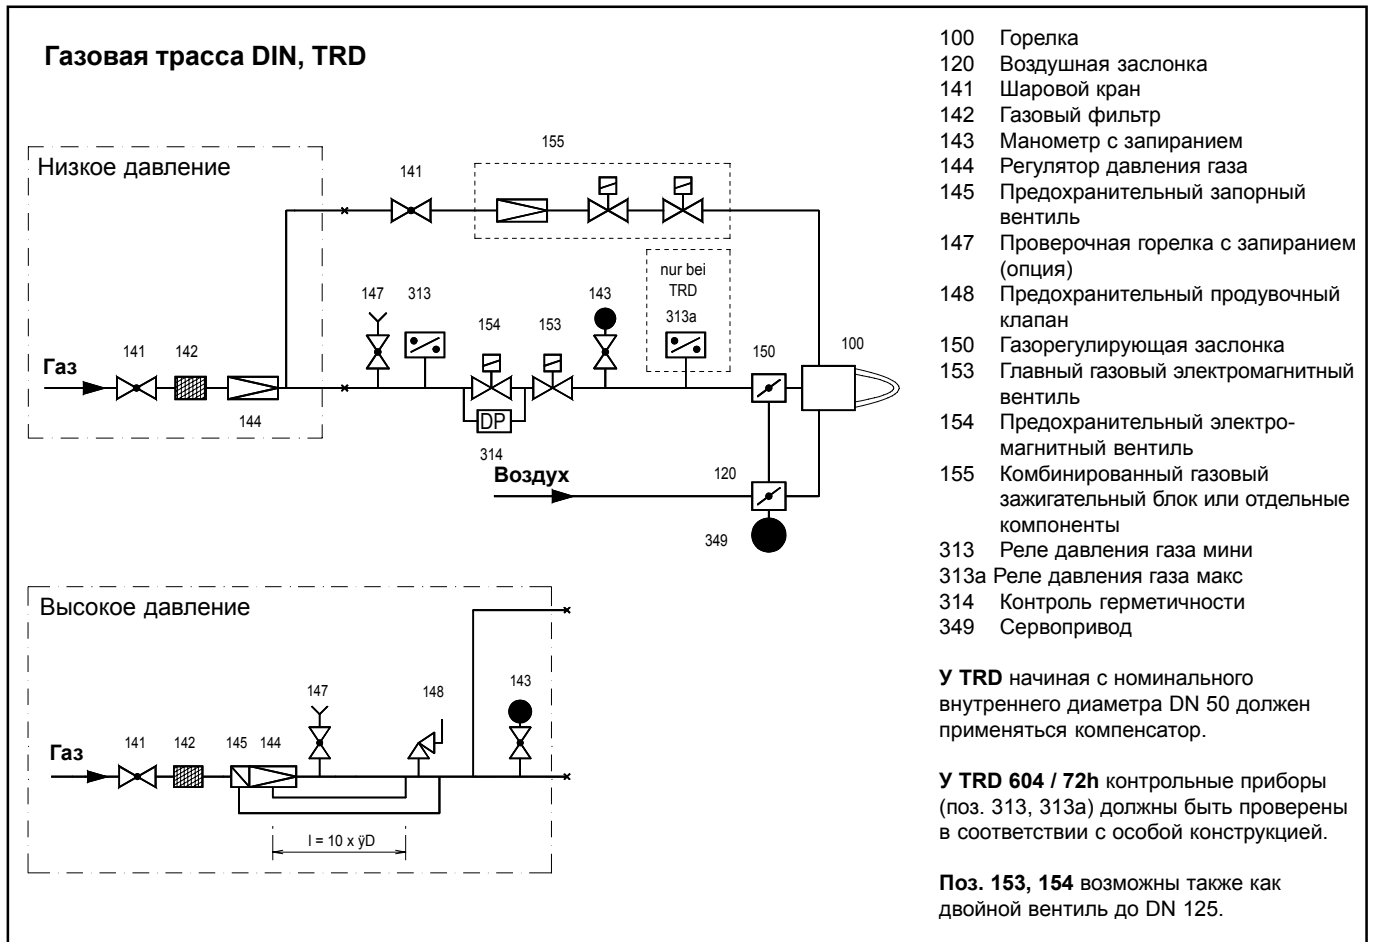 Газовая трасса DIN, TRD
Низкое давление
155
141
nur bei
TRD
147
313
143
313a
154
153
150
100
Газ
141
142
144
DP
314
Воздух
120
349
Высокое давление
147
148
143
Газ
141
142
145
144
l = 10 x ÿD
100 Горелка
120 Воздушная заслонка
141 Шаровой кран
142 Газовый фильтр
143 Манометр с запиранием
144 Регулятор давления газа
145 Предохранительный запорный
вентиль
147 Проверочная горелка с запиранием
(опция)
148 Предохранительный продувочный
клапан
150 Газорегулирующая заслонка
153 Главный газовый электромагнитный
вентиль
154 Предохранительный электро-
магнитный вентиль
155 Комбинированный газовый
зажигательный блок или отдельные
компоненты
313 Реле давления газа мини
313a Реле давления газа макс
314 Контроль герметичности
349 Сервопривод
У TRD начиная с номинального
внутреннего диаметра DN 50 должен
применяться компенсатор.
У TRD 604 / 72h контрольные приборы
(поз. 313, 313a) должны быть проверены
в соответствии с особой конструкцией.
Поз. 153, 154 возможны также как
двойной вентиль до DN 125.